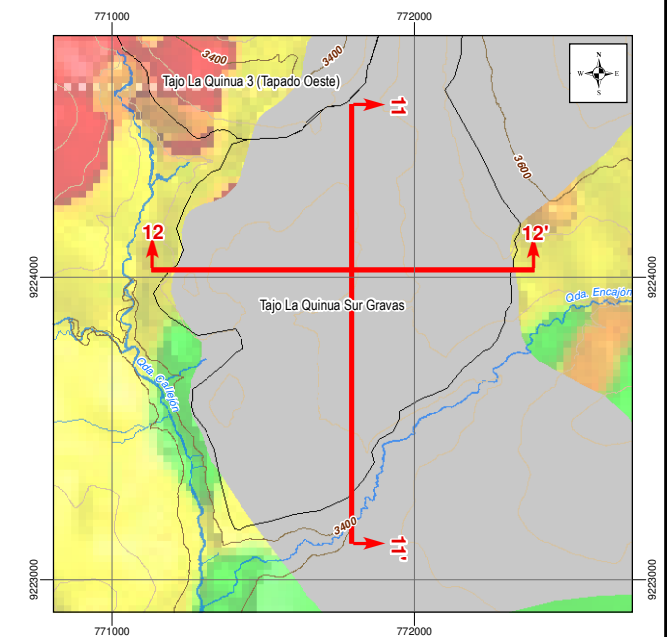 771000 772000
3400
3400
N
W E
S
Tajo La Quinua 3 (Tapado Oeste)
11
3600
12 12'
9224000 9224000
Qda. Encajón
Tajo La Quinua Sur Gravas
Qda. Callejón
3400
11'
9223000 9223000
771000 772000